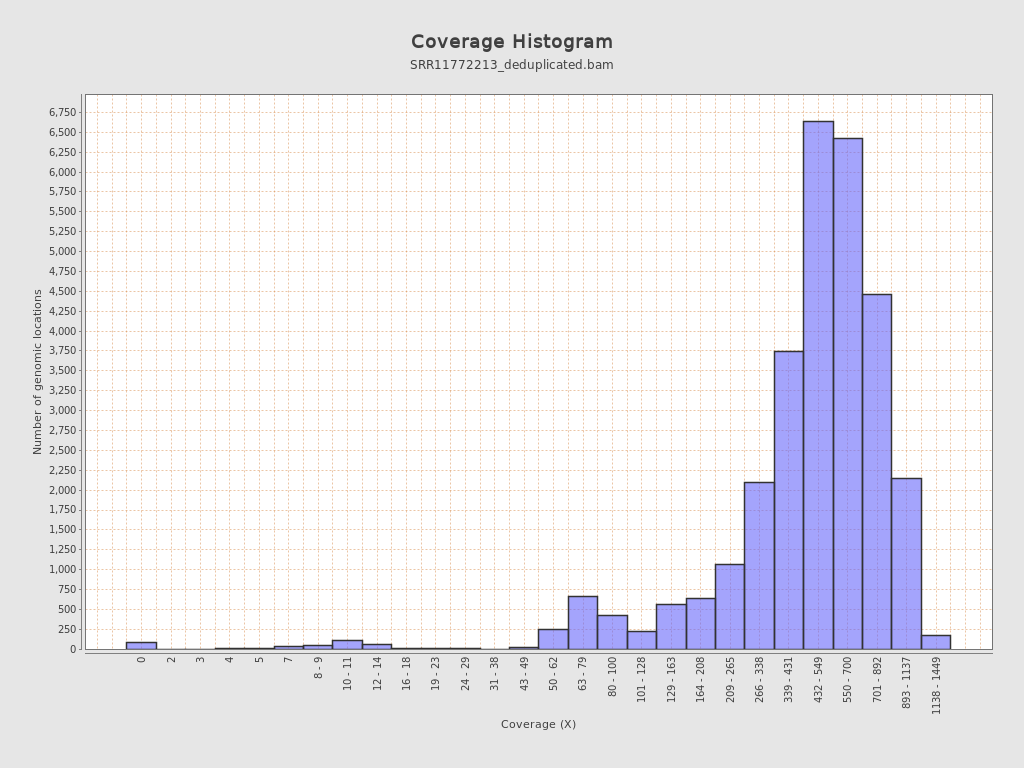 Coverage Histogram
SRR11772213_deduplicated.bam
Number of genomic locations
6,750
6,500
6,250
6,000
5,750
5,500
5,250
5,000
4,750
4,500
4,250
4,000
3,750
3,500
3,250
3,000
2,750
2,500
2,250
2,000
1,750
1,500
1,250
1,000
750
500
250
0
0
2
3
4
5
7
8 - 9
10 - 11
12 - 14
16 - 18
19 - 23
24 - 29
31 - 38
43 - 49
50 - 62
63 - 79
80 - 100
101 - 128
129 - 163
164 - 208
209 - 265
266 - 338
339 - 431
432 - 549
550 - 700
701 - 892
893 - 1137
1138 - 1449
Coverage (X)